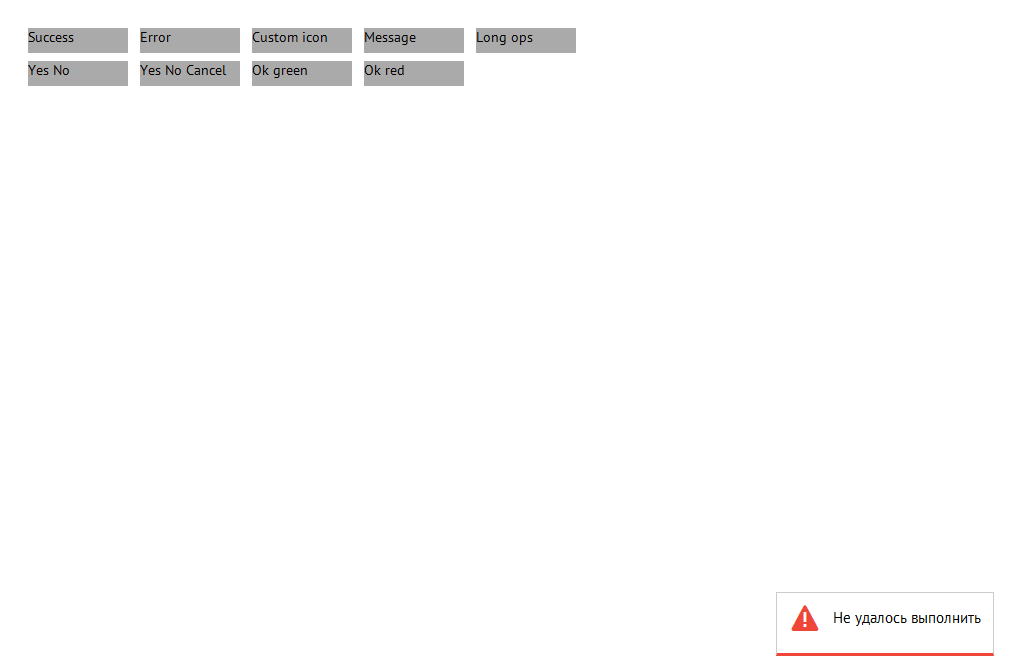 Success Error Custom icon Message Long ops
Yes No Yes No Cancel Ok green Ok red
Не удалось выполнить